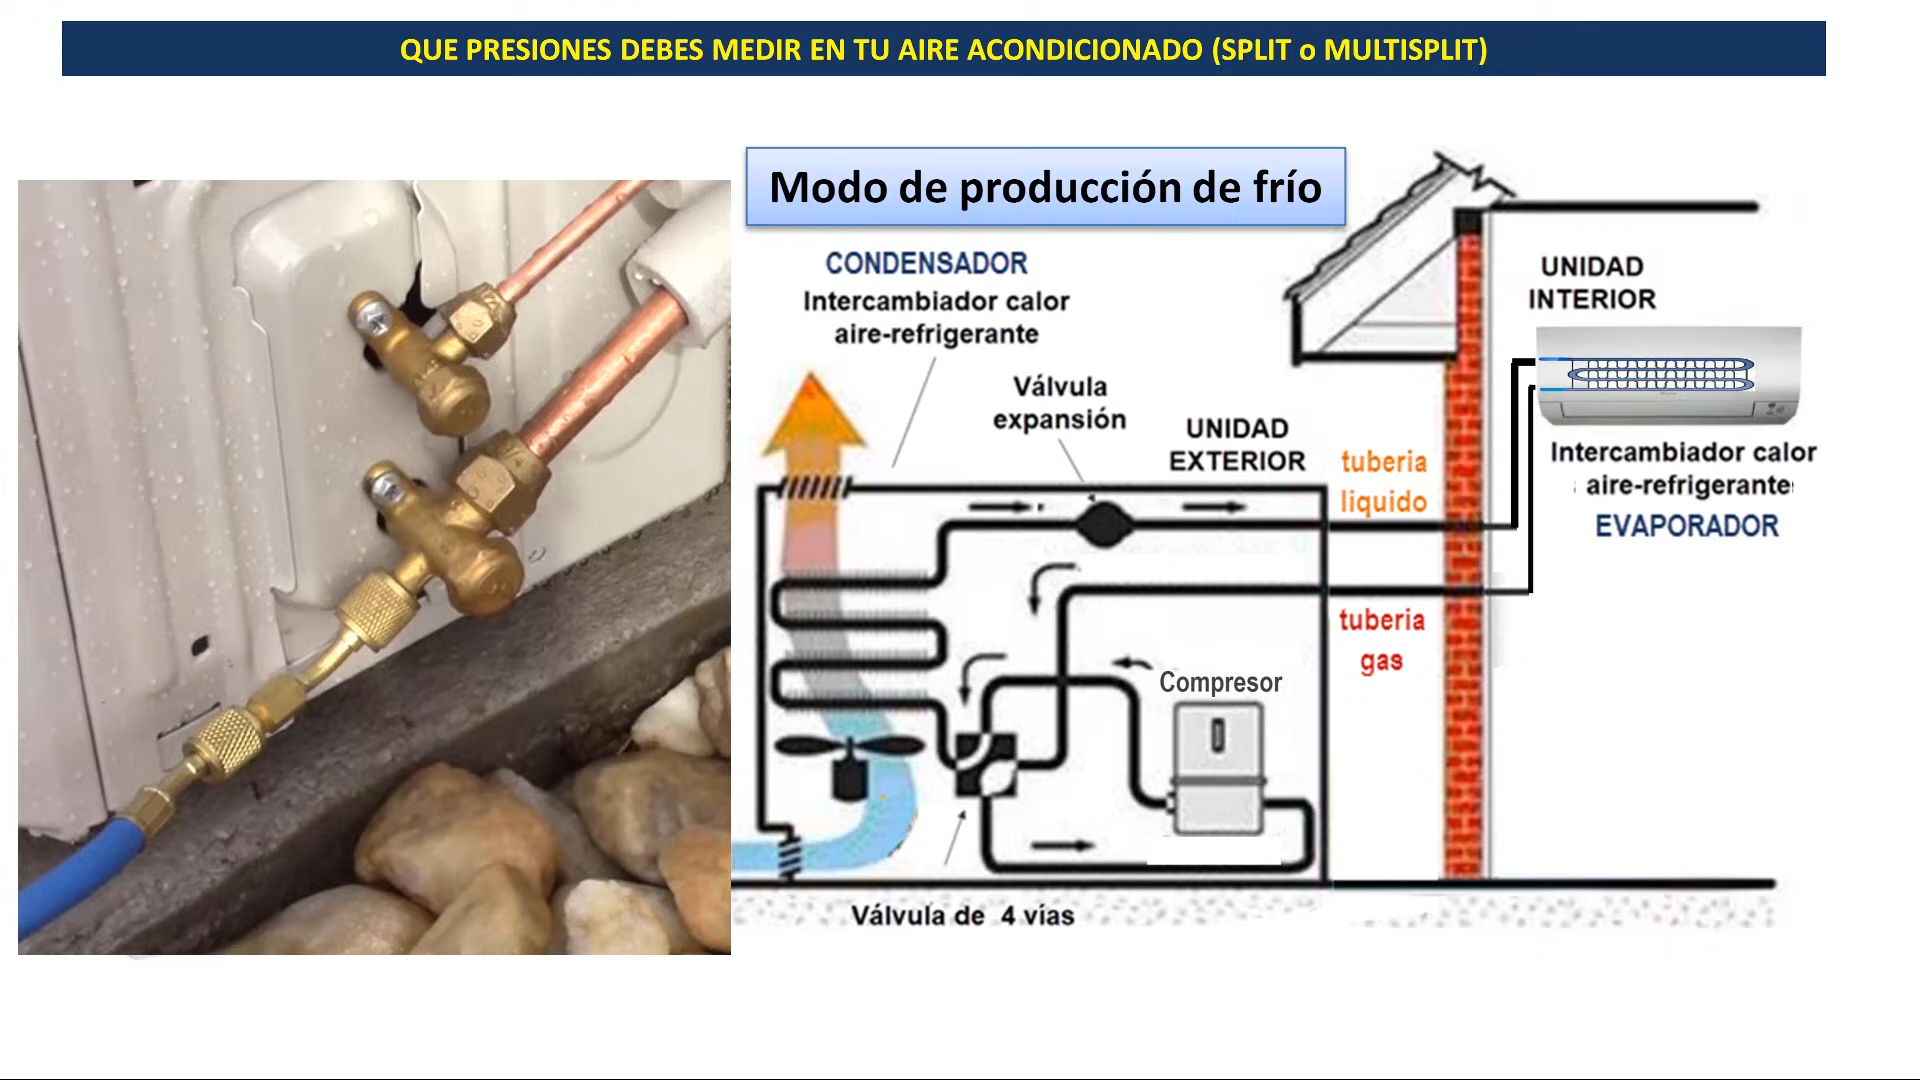 QUE PRESIONES DEBES MEDIR EN TU AIRE ACONDICIONADO (SPLIT o MULTISPLIT)
Modo de producción de frío
CONDENSADOR
Intercambiador calor
aire-refrigerante
Válvula
expansión
UNIDAD
EXTERIOR
tuberia
liquido
UNIDAD
INTERIOR
Intercambiador calor
aire-refrigerante
EVAPORADOR
tuberia
gas
Compresor
Válvula de 4 vías